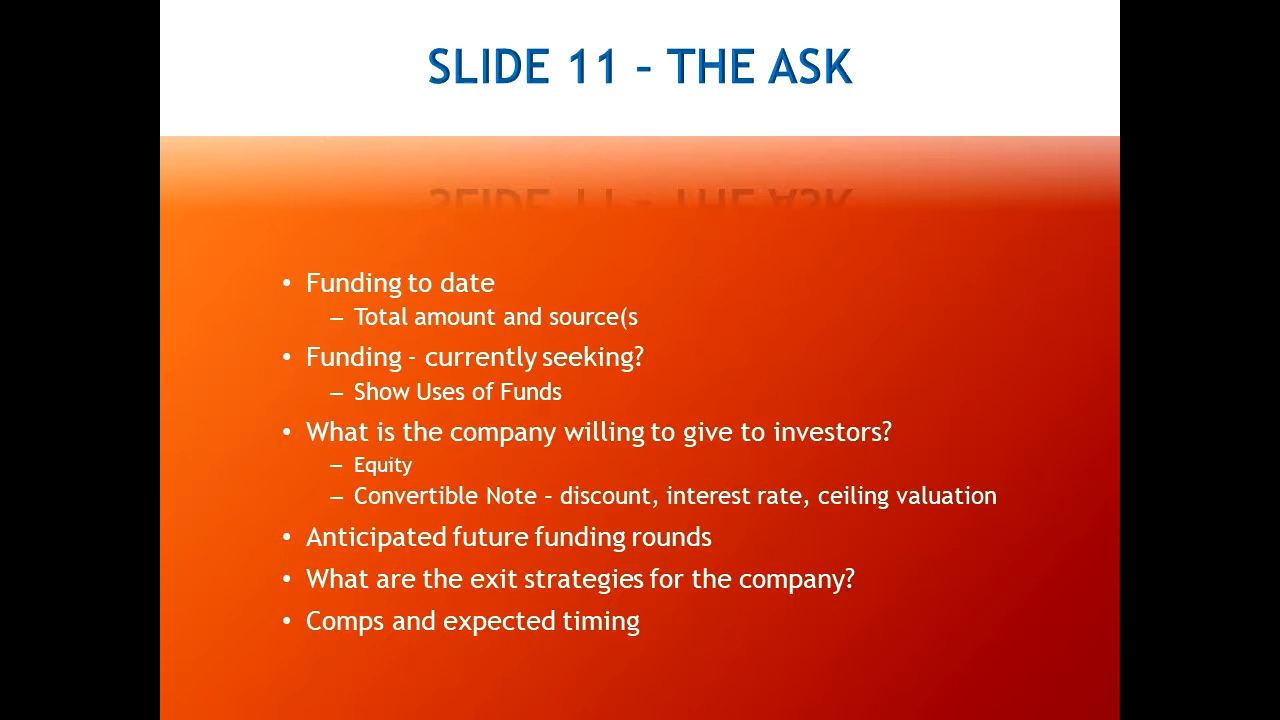 SLIDE 11 – THE ASK
• Funding to date
– Total amount and source(s
• Funding - currently seeking?
– Show Uses of Funds
• What is the company willing to give to investors?
– Equity
– Convertible Note – discount, interest rate, ceiling valuation
• Anticipated future funding rounds
• What are the exit strategies for the company?
• Comps and expected timing